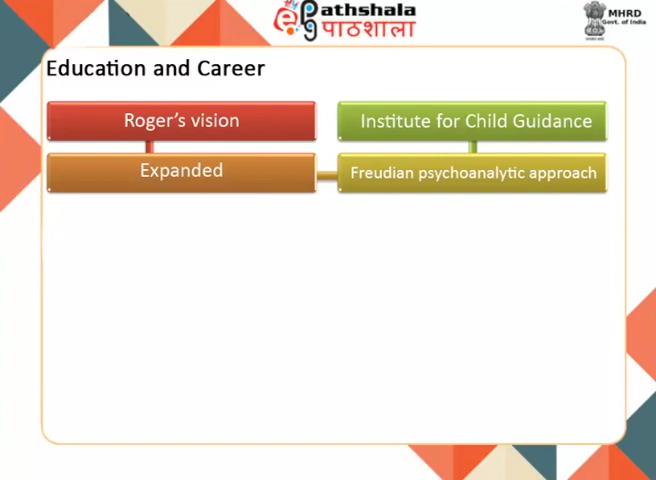 ePathshala
पाठशाला
MHRD
Govt. of India
Education and Career
Roger's vision
Institute for Child Guidance
Expanded
Freudian psychoanalytic approach